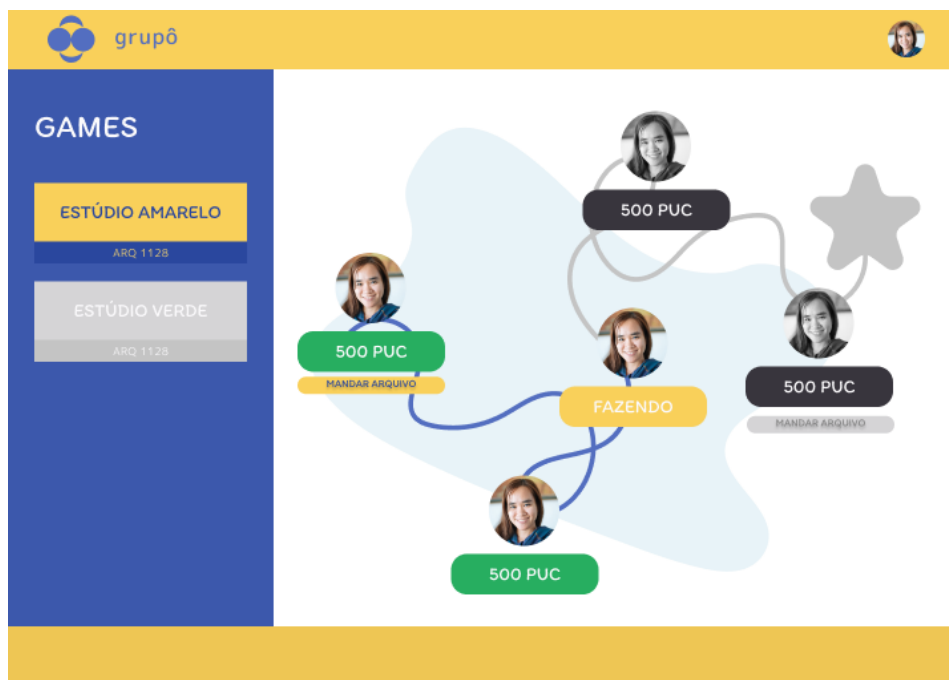 grupô
GAMES
ESTÚDIO AMARELO
ARQ 1128
ESTÚDIO VERDE
ARQ 1128
500 PUC
500 PUC
MANDAR ARQUIVO
FAZENDO
500 PUC
MANDAR ARQUIVO
500 PUC